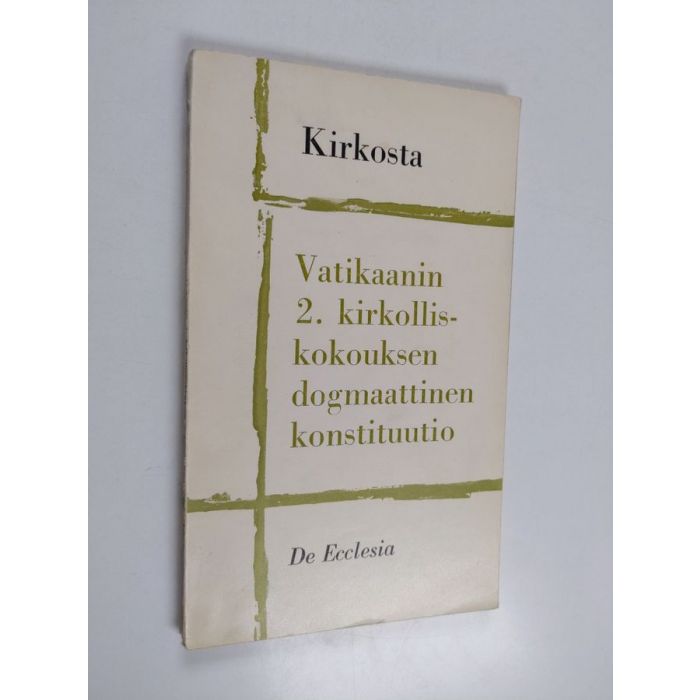 Kirkosta
Vatikaanin
2. kirkollis-
kokouksen
dogmaattinen
konstituutio
De Ecclesia